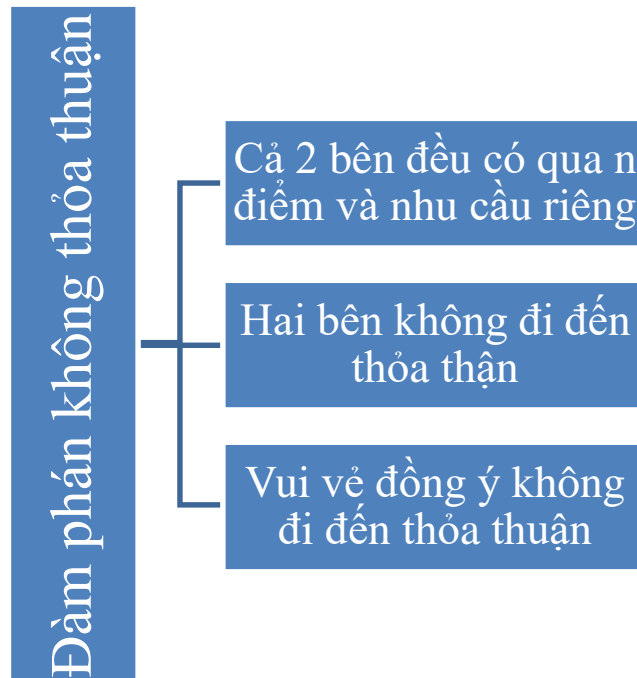 Đàm phán không thỏa thuận
Cả 2 bên đều có qua n
điểm và nhu cầu riêng
Hai bên không đi đến
thỏa thận
Vui vẻ đồng ý không
đi đến thỏa thuận